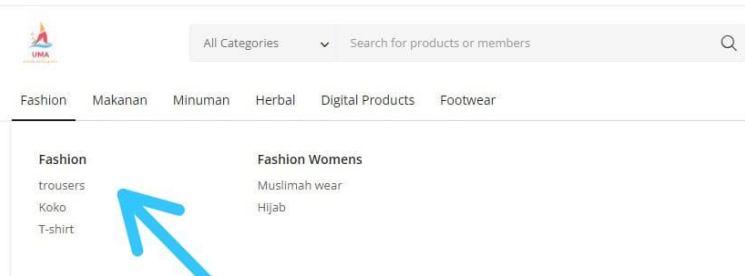 UMA
All Categories
Search for products or members
Fashion Makanan Minuman Herbal Digital Products Footwear
Fashion
trousers
Koko
T-shirt
Fashion Womens
Muslimah wear
Hijab